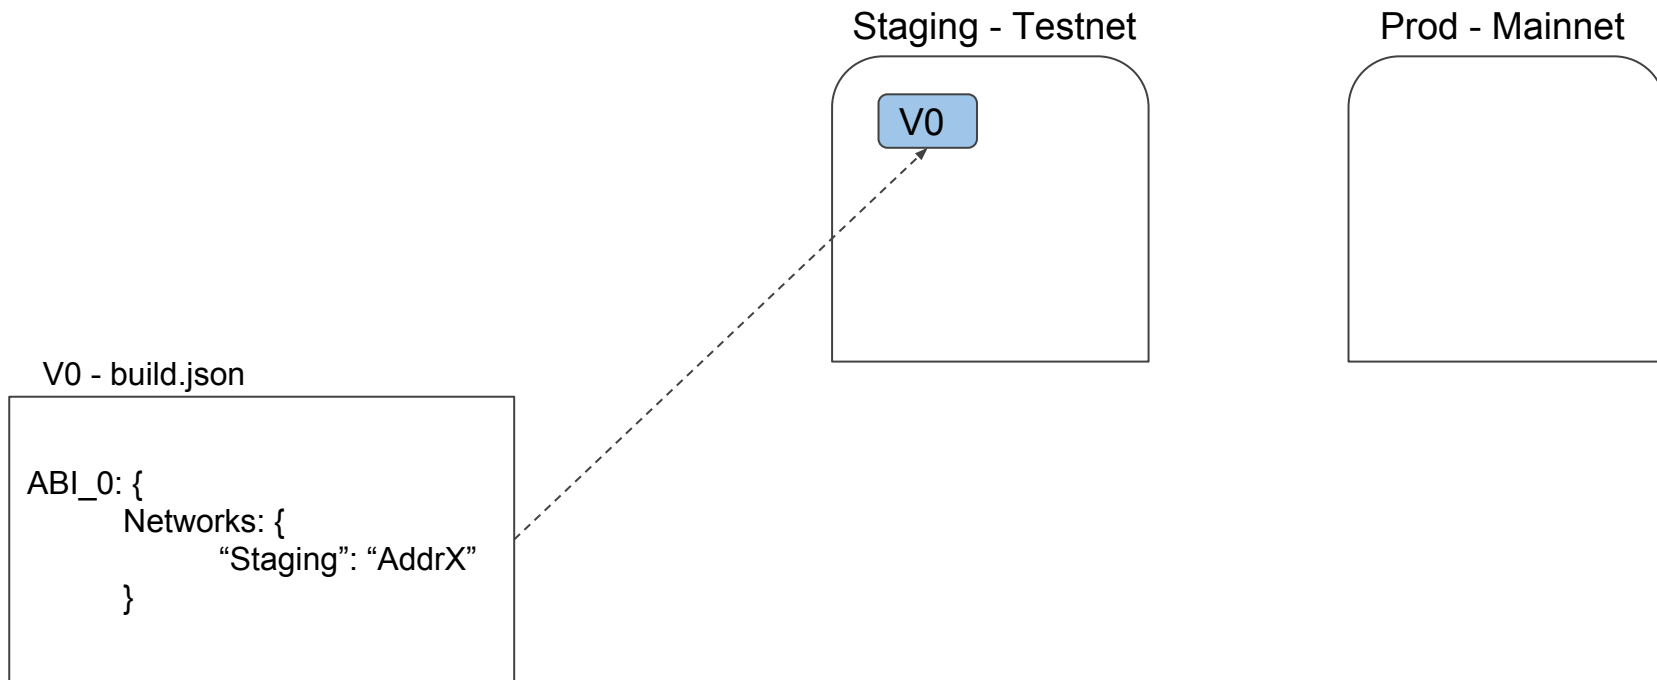 Staging - Testnet
Prod - Mainnet
V0
V0 - build.json
ABI_0: {
Networks: {
“Staging”: “AddrX”
}